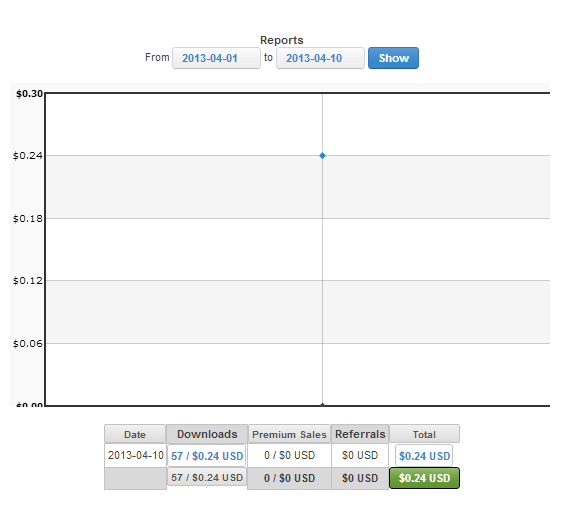 Reports
From 2013-04-01 to 2013-04-10 Show
$0.30
$0.24
$0.18
$0.12
$0.06
$0.00
Date Downloads Premium Sales Referrals Total
2013-04-10 57 / $0.24 USD 0 / $0 USD $0 USD $0.24 USD
57 / $0.24 USD 0 / $0 USD $0 USD $0.24 USD